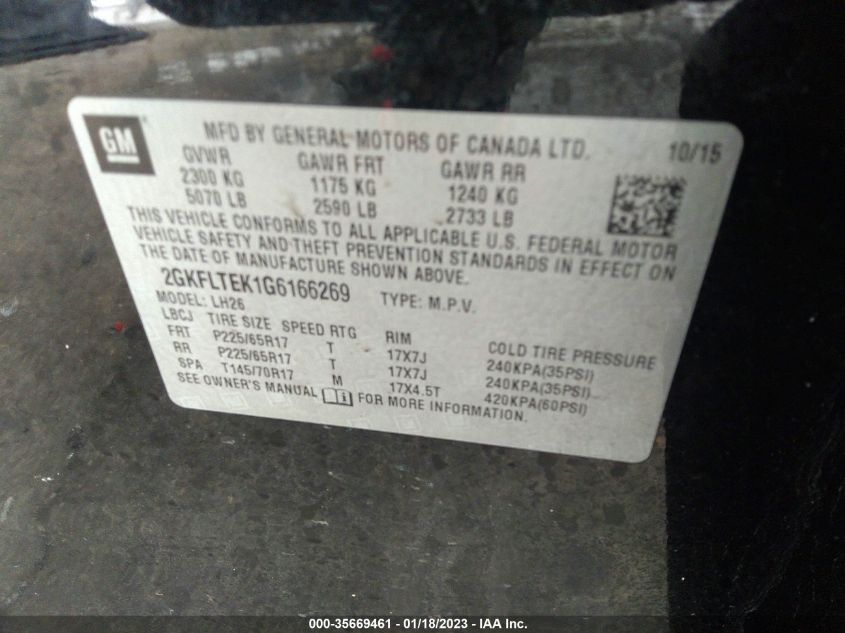 GM
MFD BY GENERAL MOTORS OF CANADA LTD. 10/15
GVWR GAWR FRT GAWR RR
2300 KG 1175 KG 1240 KG
5070 LB 2590 LB 2733 LB
THIS VEHICLE CONFORMS TO ALL APPLICABLE U.S. FEDERAL MOTOR
VEHICLE SAFETY AND THEFT PREVENTION STANDARDS IN EFFECT ON
THE DATE OF MANUFACTURE SHOWN ABOVE.
2GKFLTEK1G6166269 TYPE: M.P.V.
MODEL: LH26
LBCJ TIRE SIZE SPEED RTG RIM COLD TIRE PRESSURE
FRT P225/65R17 T 17X7J 240KPA(35PSI)
RR P225/65R17 T 17X7J 240KPA(35PSI)
SPA T145/70R17 M 17X4.5T 420KPA(60PSI)
SEE OWNER'S MANUAL i FOR MORE INFORMATION.
000-35669461 - 01/18/2023 - IAA Inc.